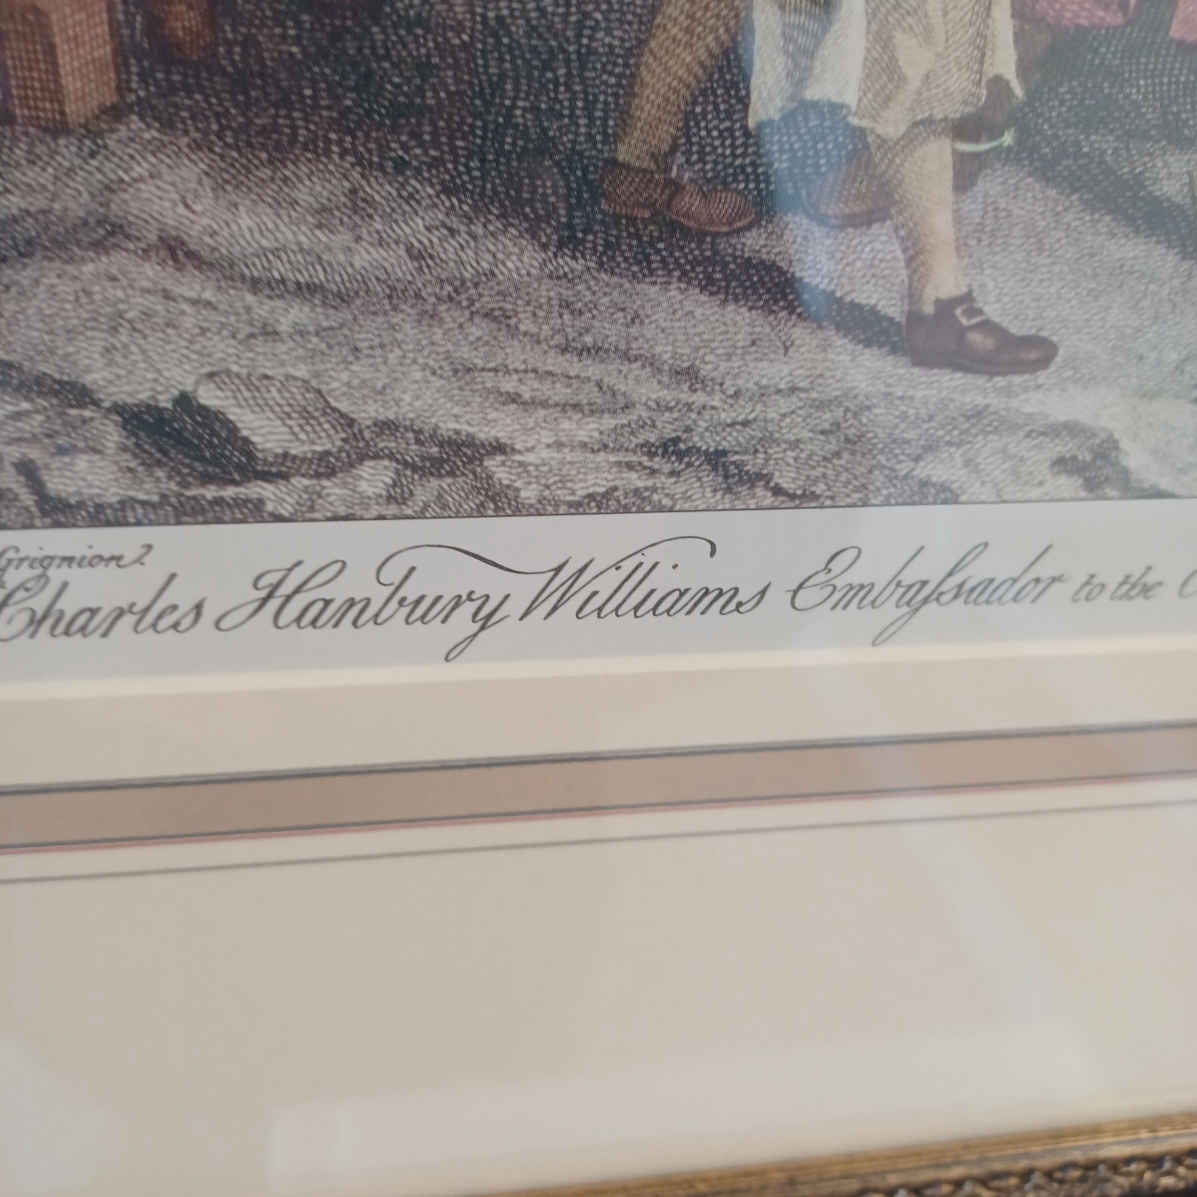 Grignion
Charles Hanbury Williams Embaſsador to the